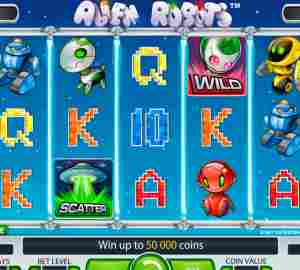 ALIEN ROBOTS™
Q WILD
K K 10 K K
SCATTER A A
Win up to 50 000 coins
BET LEVEL COIN VALUE